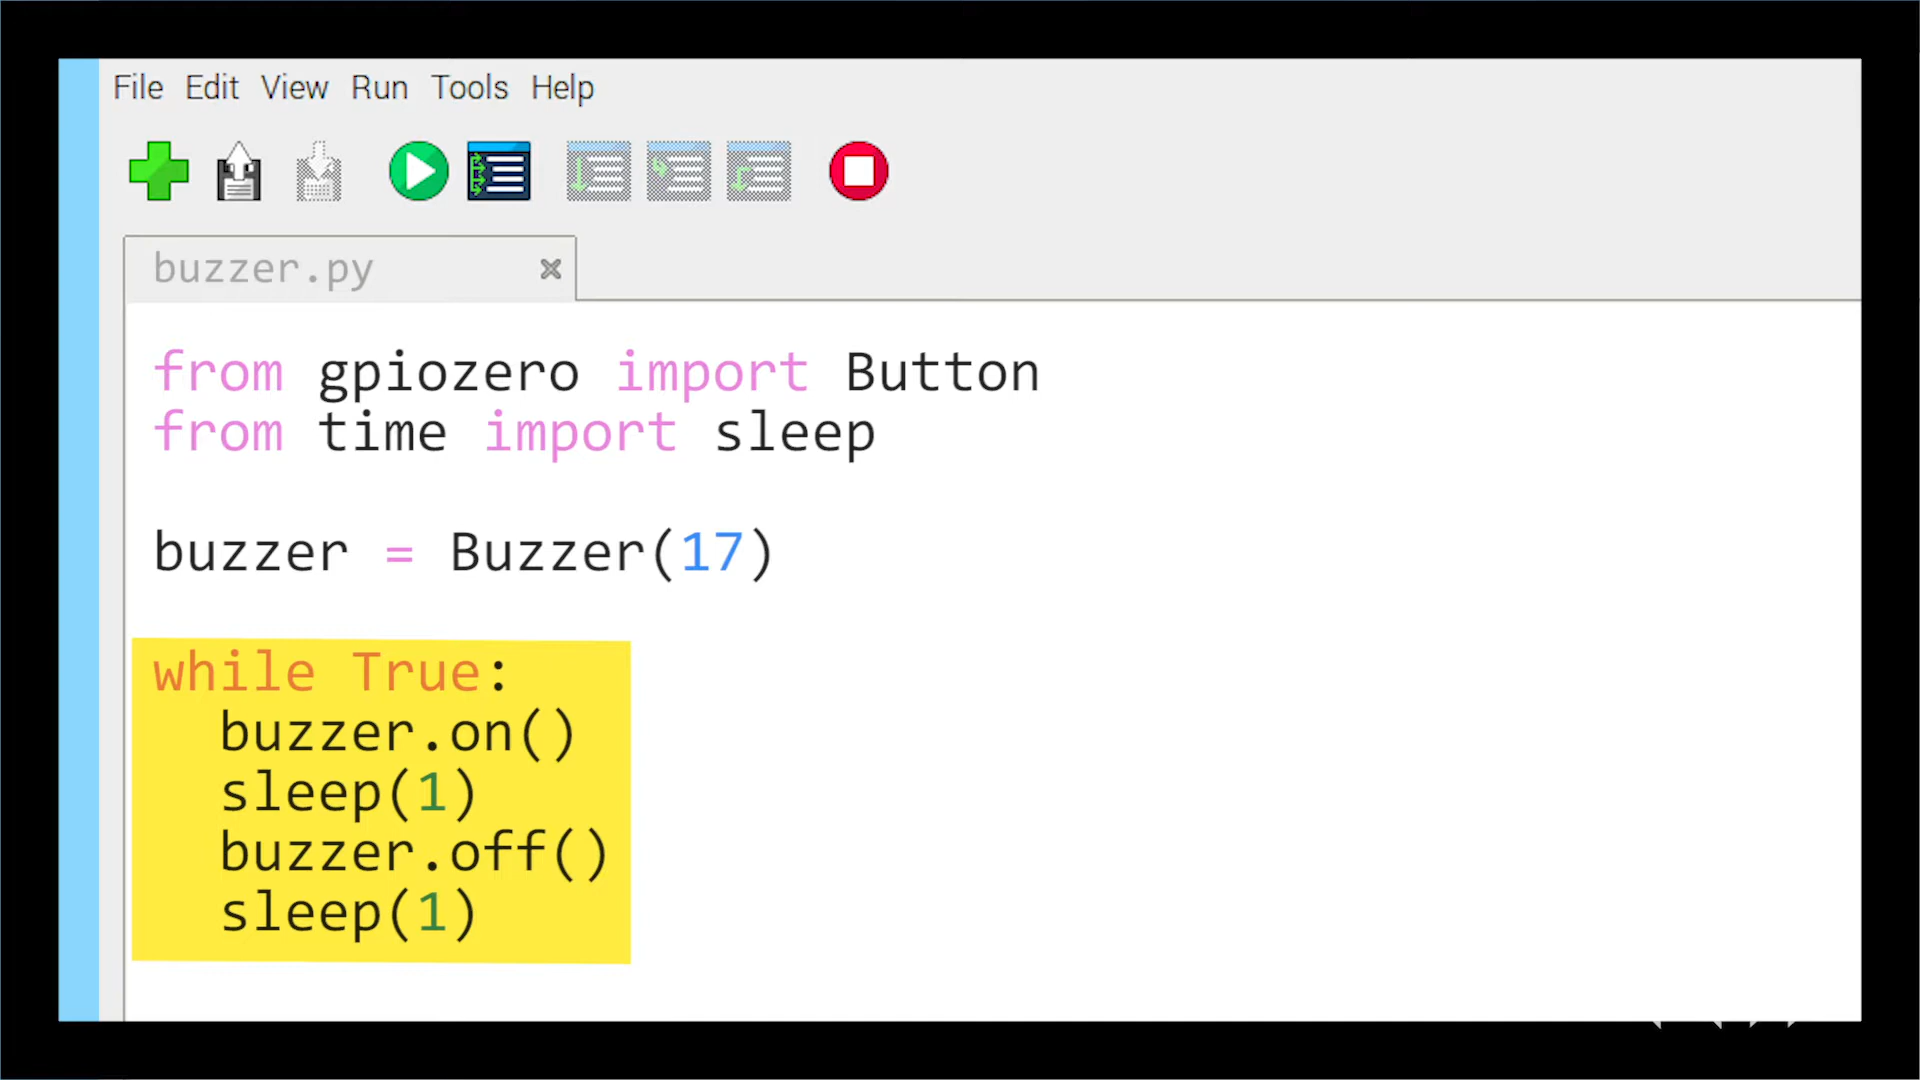 File Edit View Run Tools Help
buzzer.py
from gpiozero import Button
from time import sleep
buzzer = Buzzer(17)
while True:
buzzer.on()
sleep(1)
buzzer.off()
sleep(1)